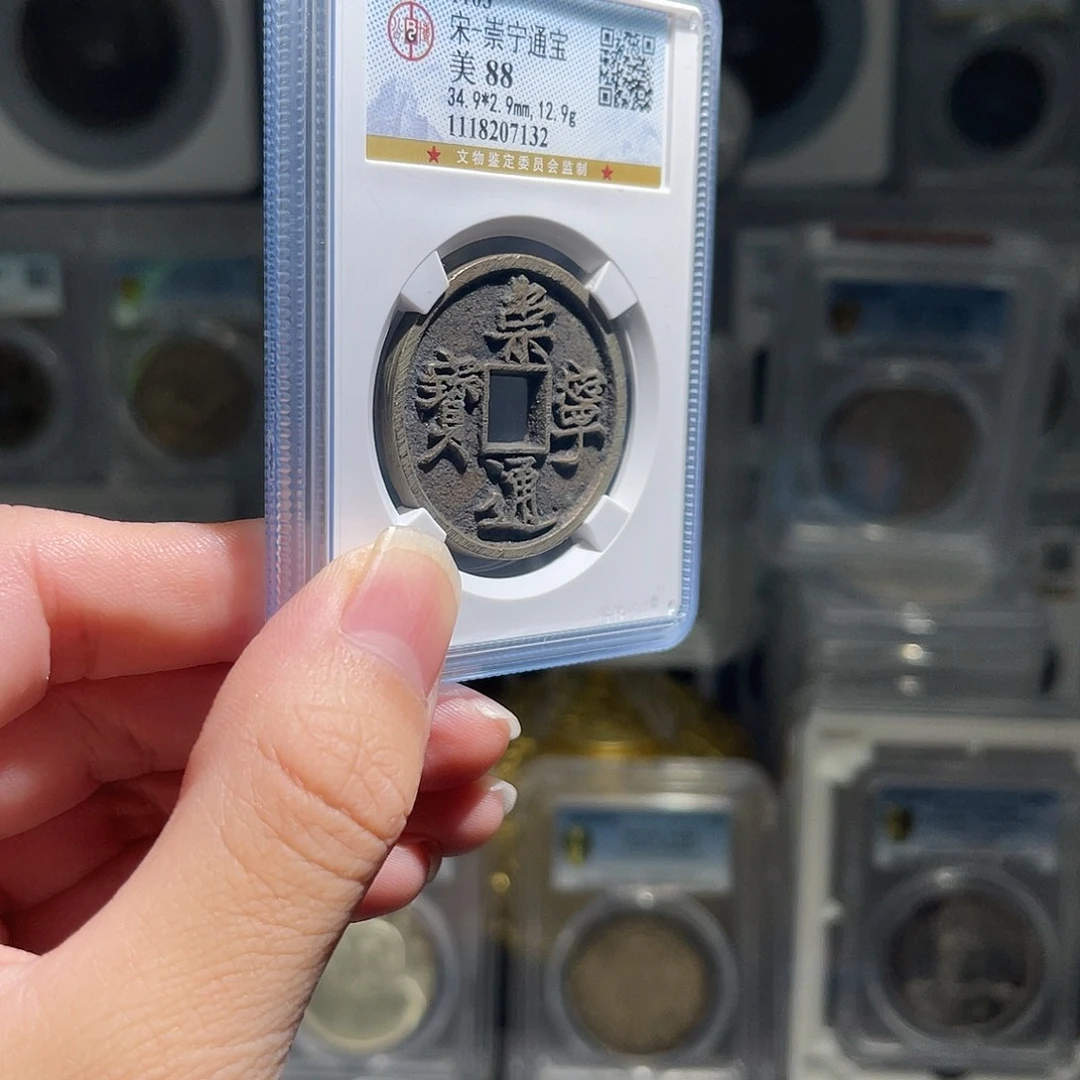 宋-崇宁通宝
美 88
34.9*2.9mm,12.9g
1118207132
★ 文物鉴定委员会监制 ★
崇
寶 寧
通